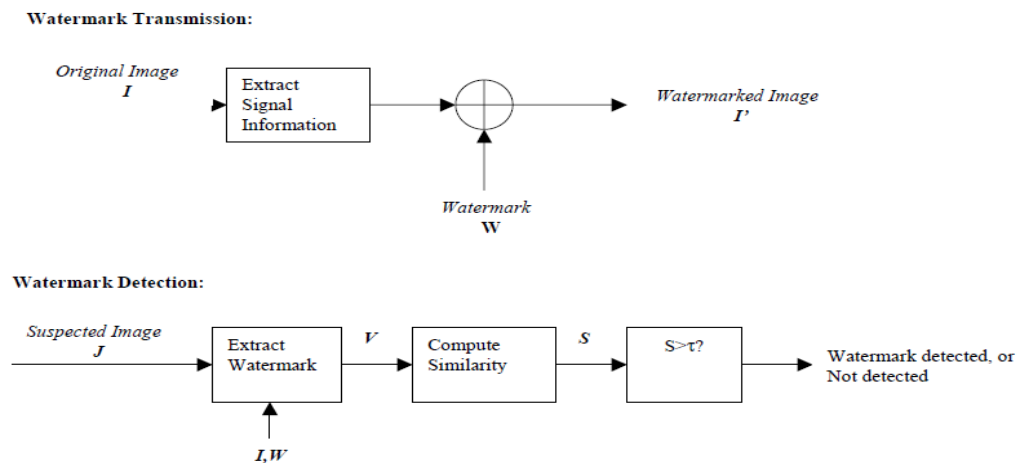 Watermark Transmission:
Original Image
I
Extract
Signal
Information
Watermarked Image
I’
Watermark
W
Watermark Detection:
Suspected Image
J
Extract
Watermark
V
Compute
Similarity
S
S>τ?
Watermark detected, or
Not detected
I,W